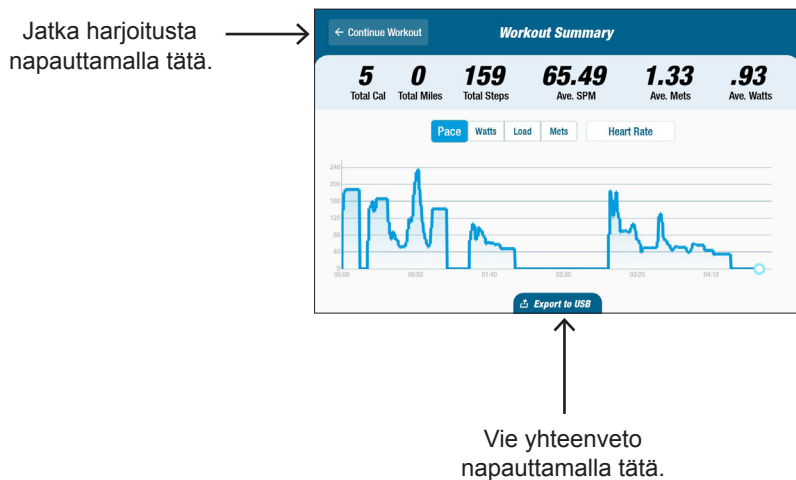 Jatka harjoitusta
napauttamalla tätä.
← Continue Workout
Workout Summary
5 0 159 65.49 1.33 .93
Total Cal Total Miles Total Steps Ave. SPM Ave. Mets Ave. Watts
Pace Watts Load Mets Heart Rate
240
200
160
120
80
40
0
00:00 00:50 01:40 02:30 03:20 04:10
Export to USB
Vie yhteenveto
napauttamalla tätä.